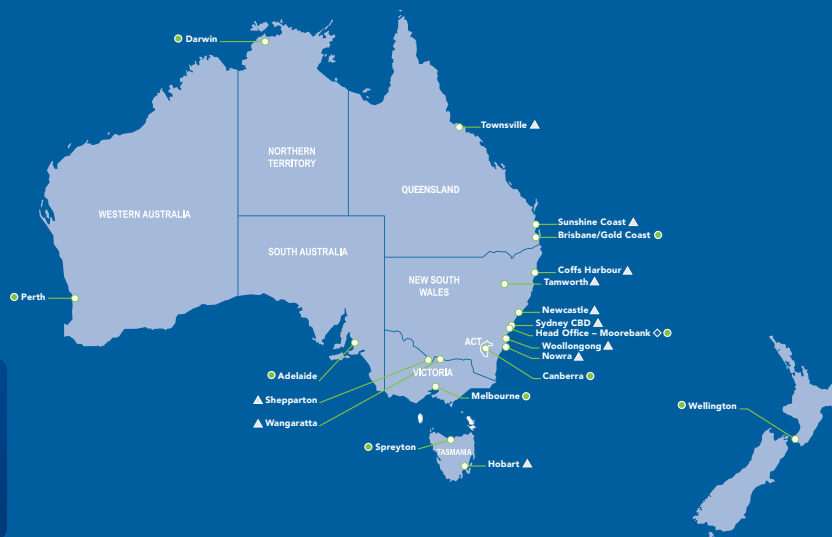 Darwin
Townsville
NORTHERN
TERRITORY
QUEENSLAND
WESTERN AUSTRALIA
Sunshine Coast
Brisbane/Gold Coast
SOUTH AUSTRALIA
Coffs Harbour
NEW SOUTH
WALES
Tamworth
Perth
Newcastle
Sydney CBD
Head Office – Moorebank
ACT
Woollongong
Nowra
Adelaide
VICTORIA
Canberra
Shepparton
Melbourne
Wellington
Wangaratta
Spreyton
TASMANIA
Hobart